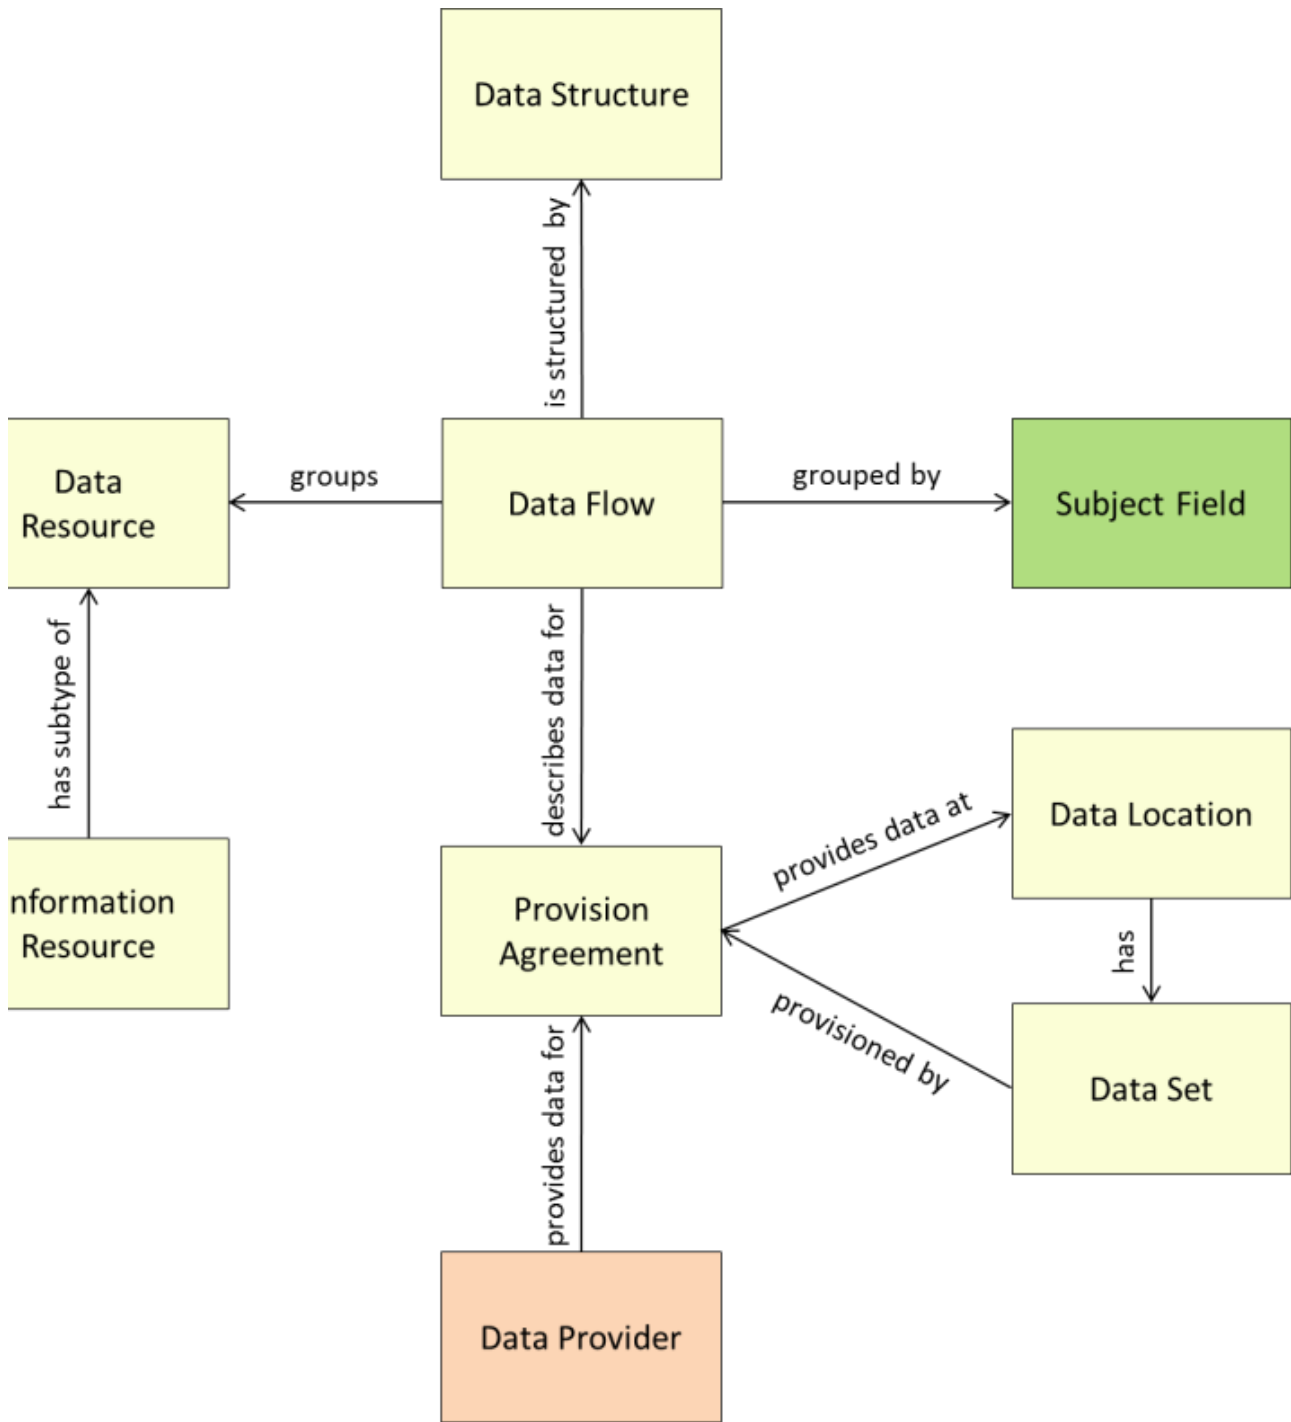 Data Structure
is structured by
Data
Resource
groups
Data Flow
grouped by
Subject Field
has subtype of
describes data for
nformation
Resource
Provision
Agreement
provides data at
Data Location
has
provisioned by
Data Set
provides data for
Data Provider